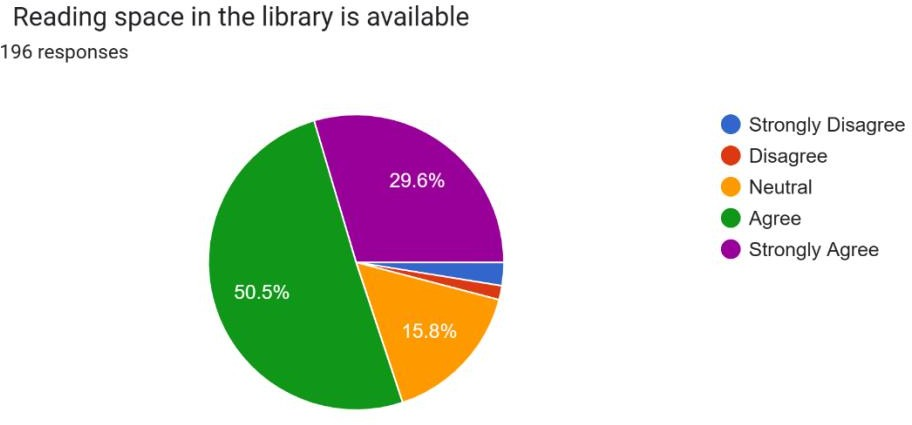 Reading space in the library is available
196 responses
29.6%
50.5%
15.8%
Strongly Disagree
Disagree
Neutral
Agree
Strongly Agree